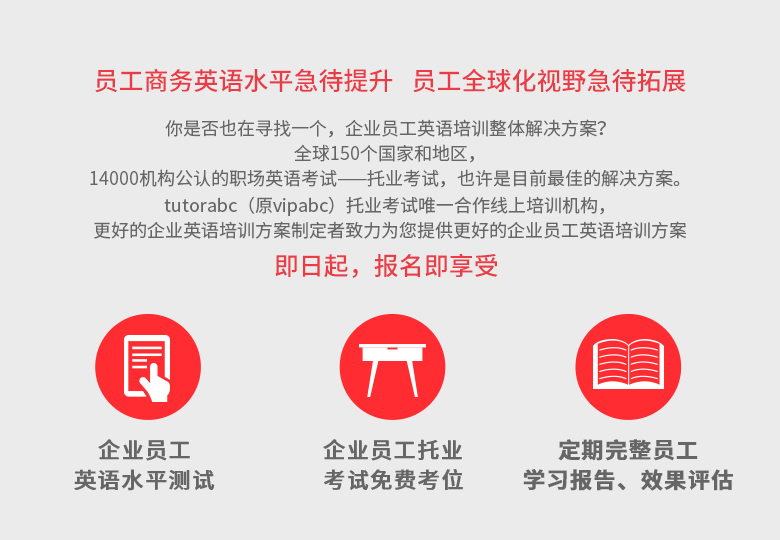 员工商务英语水平急待提升 员工全球化视野急待拓展
你是否也在寻找一个，企业员工英语培训整体解决方案?
全球150个国家和地区，
14000机构公认的职场英语考试——托业考试，也许是目前最佳的解决方案。
tutorabc（原vipabc）托业考试唯一合作线上培训机构，
更好的企业英语培训方案制定者致力为您提供更好的企业员工英语培训方案
即日起，报名即享受
企业员工
英语水平测试
企业员工托业
考试免费考位
定期完整员工
学习报告、效果评估